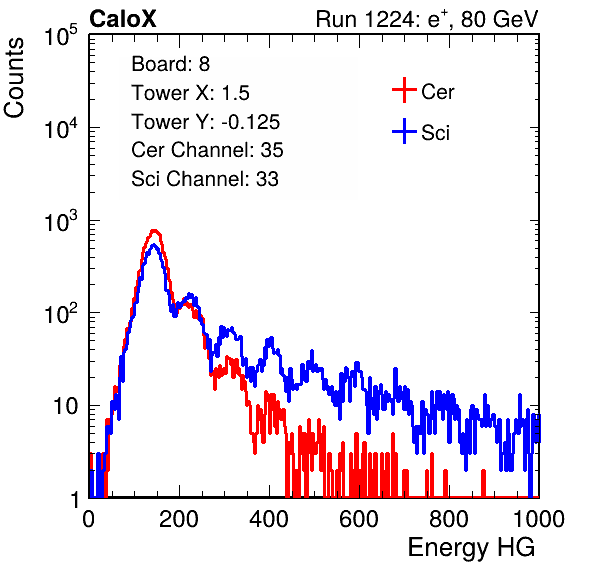 CaloX Run 1224: e⁺, 80 GeV
Board: 8
Tower X: 1.5
Tower Y: -0.125
Cer Channel: 35
Sci Channel: 33
Cer
Sci
Counts
10⁵
10⁴
10³
10²
10
1
0 200 400 600 800 1000
Energy HG